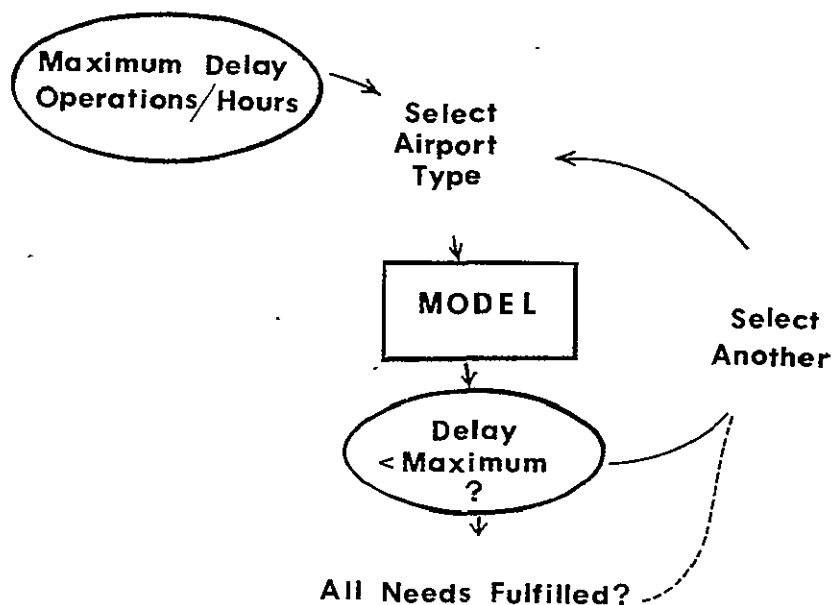 Maximum Delay
Operations/Hours
Select
Airport
Type
MODEL
Select
Another
Delay
<Maximum
?
All Needs Fulfilled?